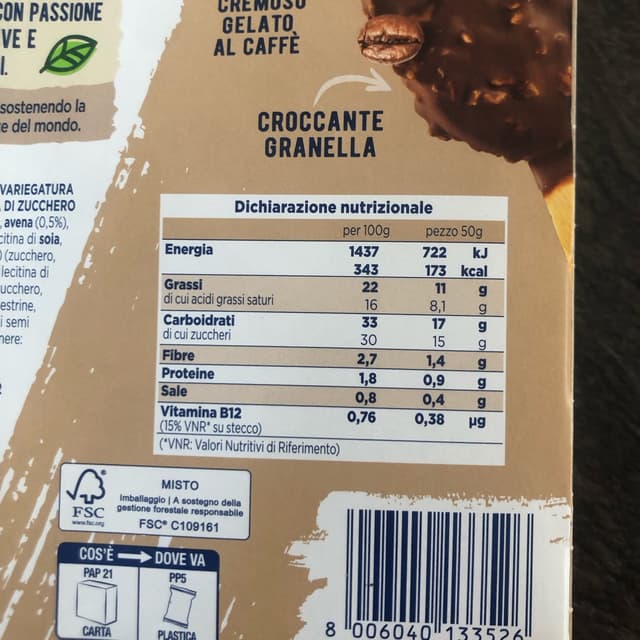 CON PASSIONE
VE E
I.
sostenendo la
e del mondo.
CREMOSO
GELATO
AL CAFFÈ
CROCCANTE
GRANELLA
VARIEGATURA
DI ZUCCHERO
, avena (0,5%),
citina di soia,
) (zucchero,
lecitina di
ucchero,
estrine,
i semi
nere:
Dichiarazione nutrizionale
per 100g pezzo 50g
Energia 1437 722 kJ
343 173 kcal
Grassi 22 11 g
di cui acidi grassi saturi 16 8,1 g
Carboidrati 33 17 g
di cui zuccheri 30 15 g
Fibre 2,7 1,4 g
Proteine 1,8 0,9 g
Sale 0,8 0,4 g
Vitamina B12 0,76 0,38 µg
(15% VNR* su stecco)
(*VNR: Valori Nutritivi di Riferimento)
FSC
www.fsc.org
MISTO
Imballaggio | A sostegno della
gestione forestale responsabile
FSC® C109161
COS'È DOVE VA
PAP 21 PP5
CARTA PLASTICA
8 006040 133526